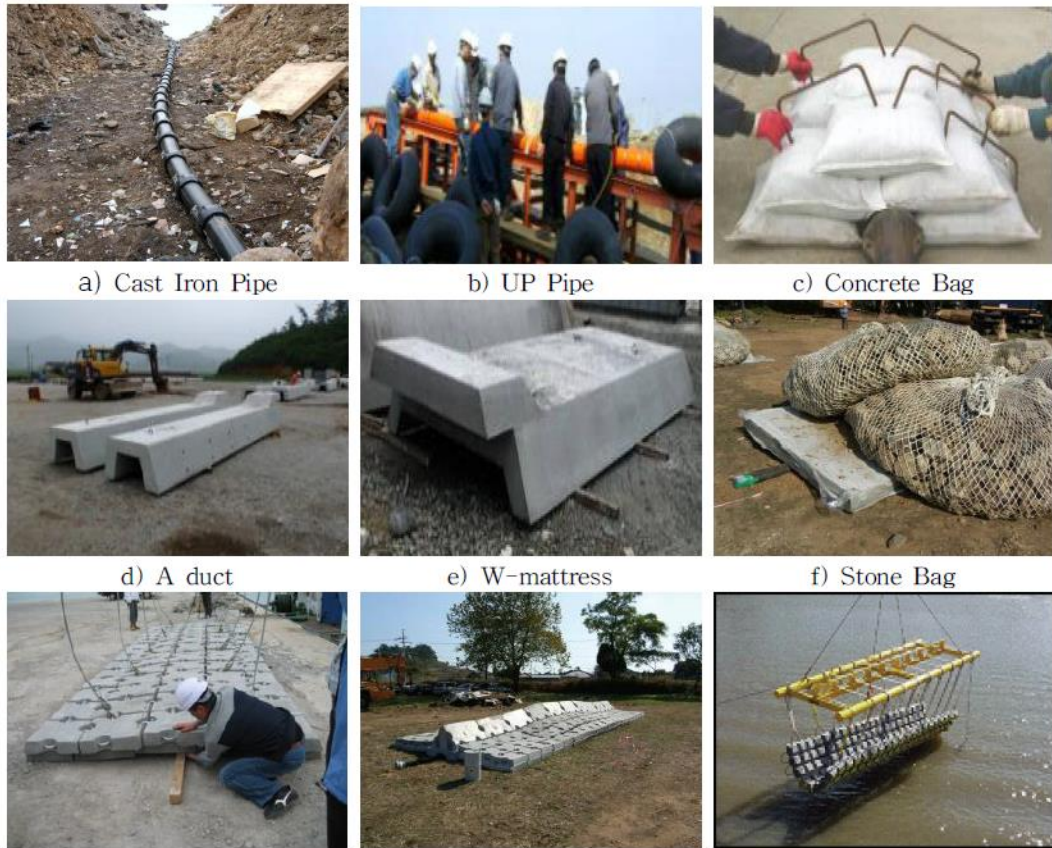 a) Cast Iron Pipe
b) UP Pipe
c) Concrete Bag
d) A duct
e) W-mattress
f) Stone Bag